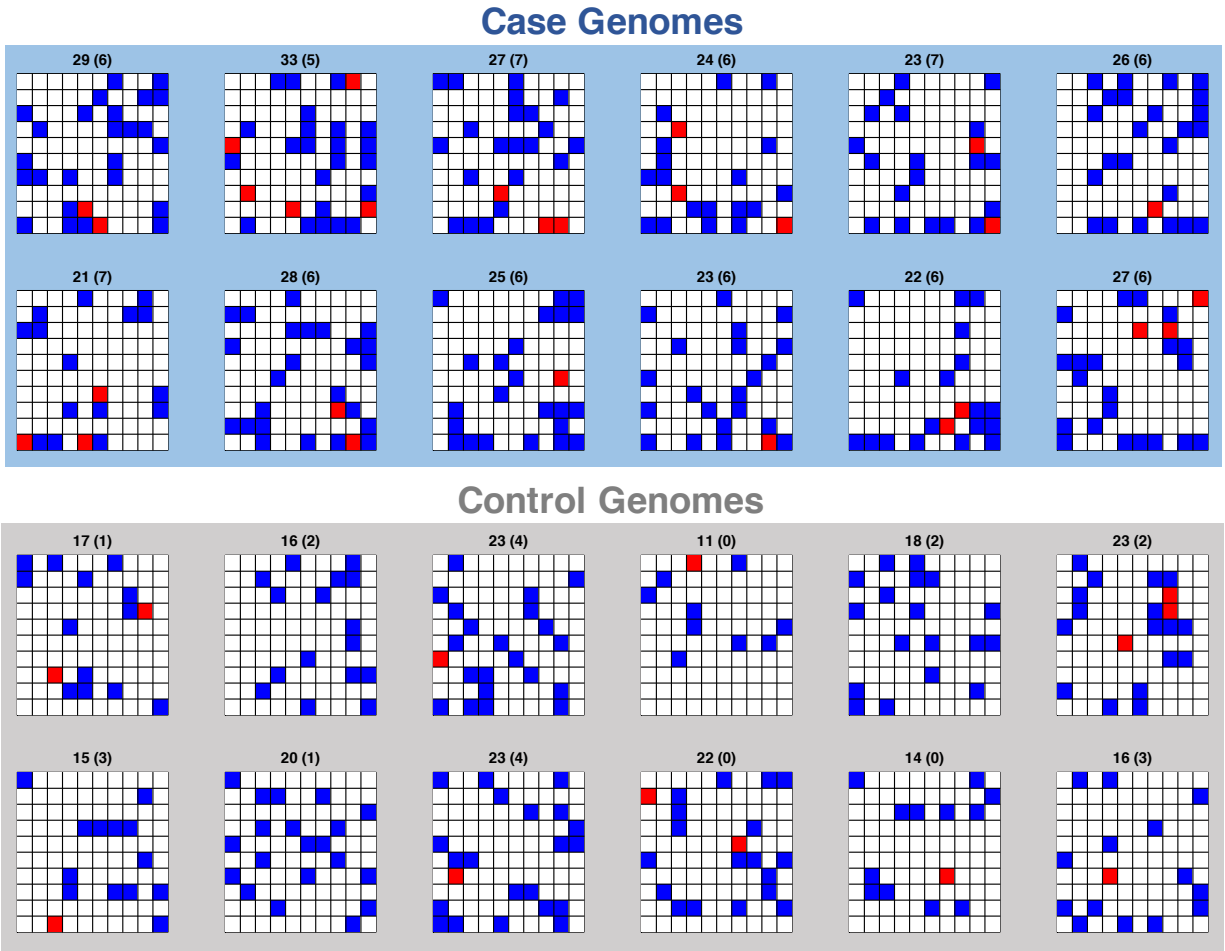 Case Genomes
29 (6) 33 (5) 27 (7) 24 (6) 23 (7) 26 (6)
21 (7) 28 (6) 25 (6) 23 (6) 22 (6) 27 (6)
Control Genomes
17 (1) 16 (2) 23 (4) 11 (0) 18 (2) 23 (2)
15 (3) 20 (1) 23 (4) 22 (0) 14 (0) 16 (3)